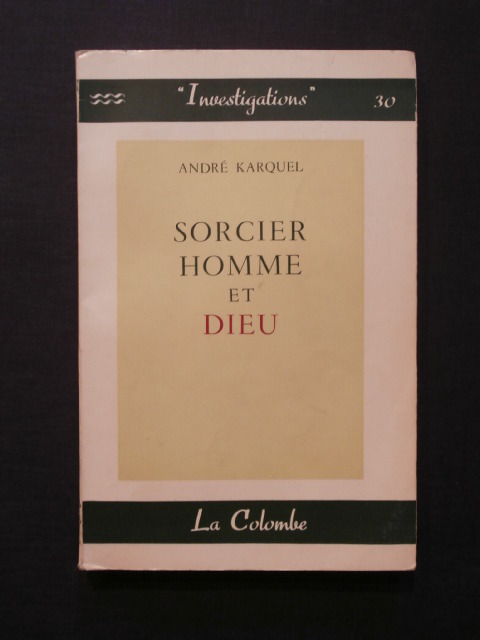 "Investigations" 30
ANDRÉ KARQUEL
SORCIER
HOMME
ET
DIEU
La Colombe